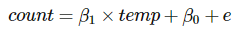 count = β₁ × temp + β₀ + e